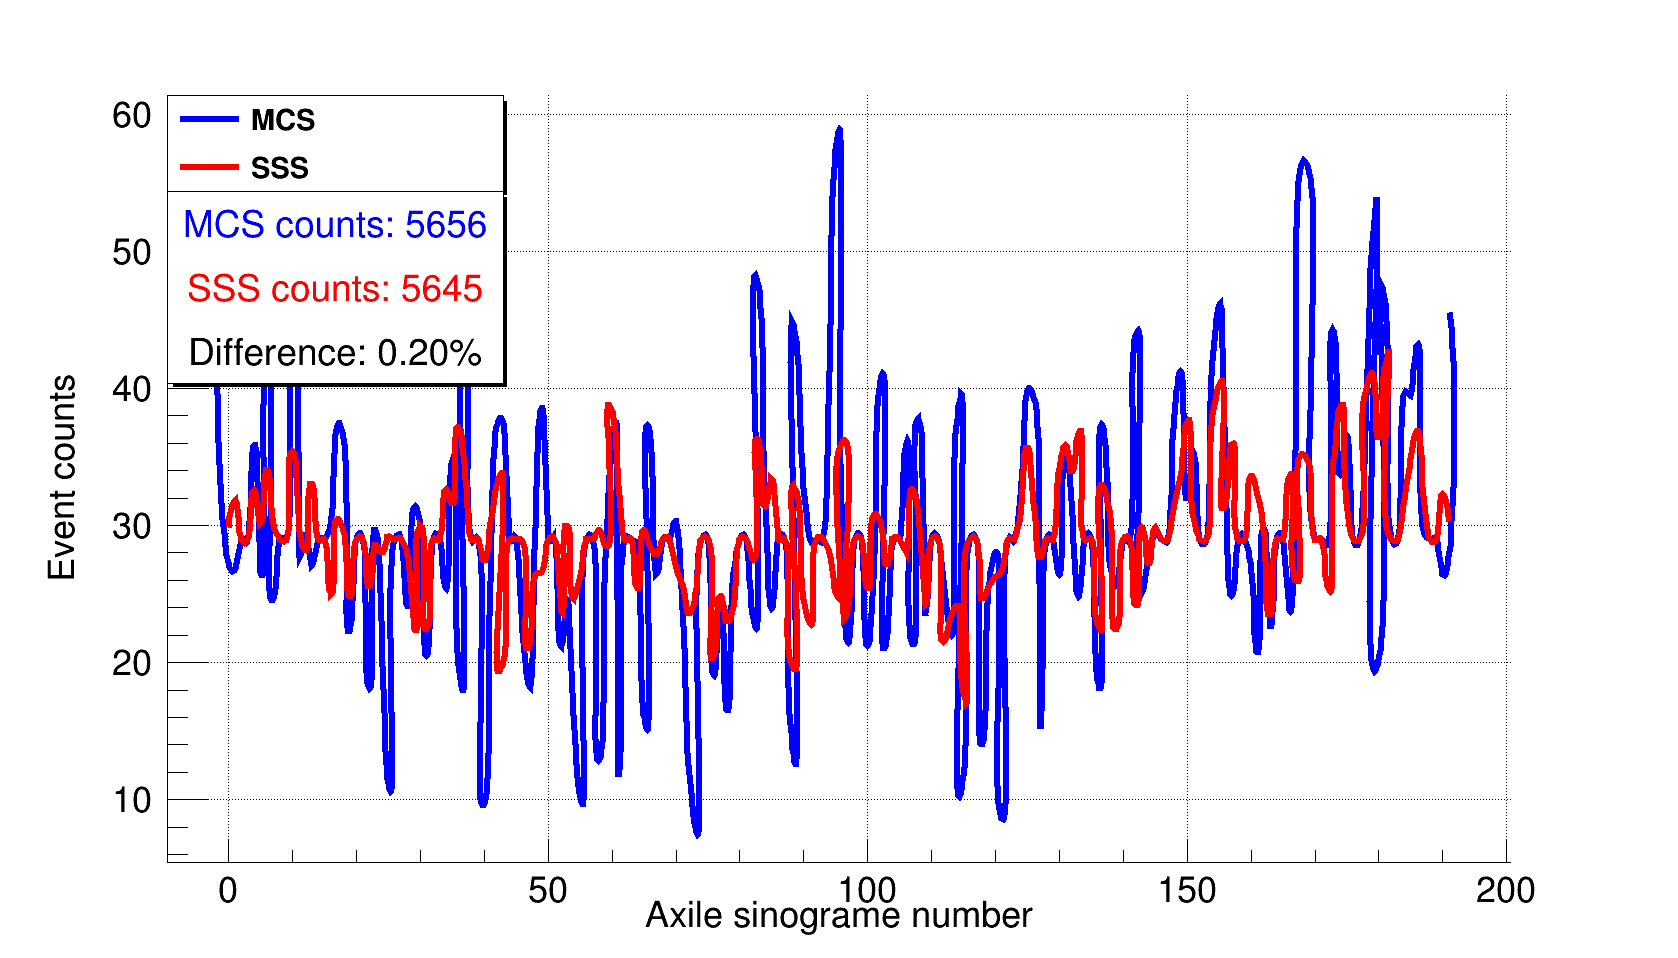 MCS
SSS
MCS counts: 5656
SSS counts: 5645
Difference: 0.20%
60
50
40
30
20
10
Event counts
0 50 100 150 200
Axile sinograme number